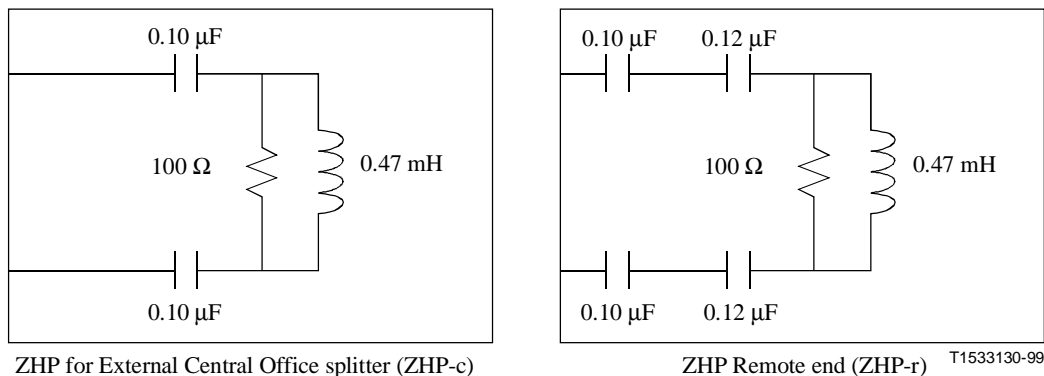 0.10 µF
100 Ω
0.47 mH
0.10 µF
ZHP for External Central Office splitter (ZHP-c)
0.10 µF 0.12 µF
100 Ω
0.47 mH
0.10 µF 0.12 µF
ZHP Remote end (ZHP-r)
T1533130-99